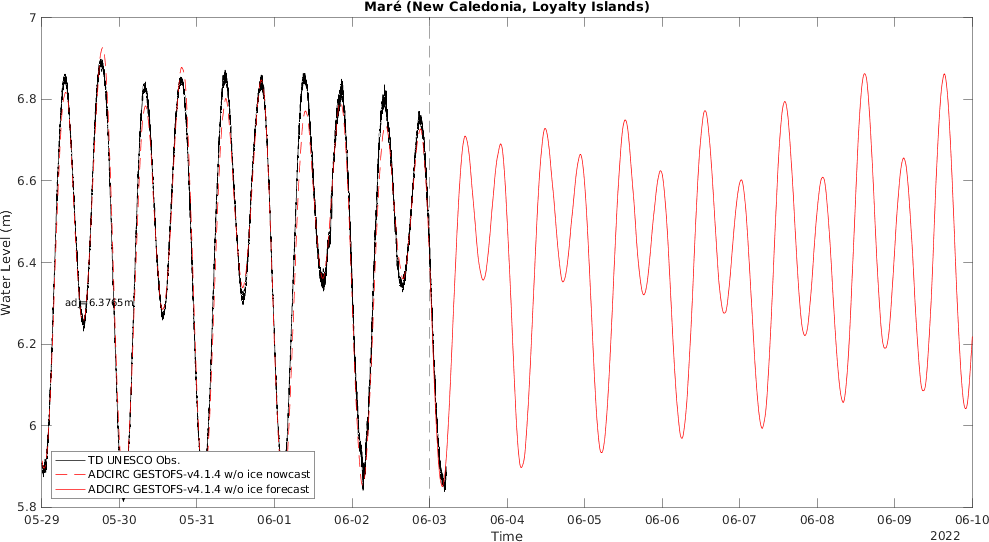 Maré (New Caledonia, Loyalty Islands)
7
6.8
6.6
6.4
6.2
6
5.8
Water Level (m)
adj=6.3765m
TD UNESCO Obs.
ADCIRC GESTOFS-v4.1.4 w/o ice nowcast
ADCIRC GESTOFS-v4.1.4 w/o ice forecast
05-29 05-30 05-31 06-01 06-02 06-03 06-04 06-05 06-06 06-07 06-08 06-09 06-10
Time
2022